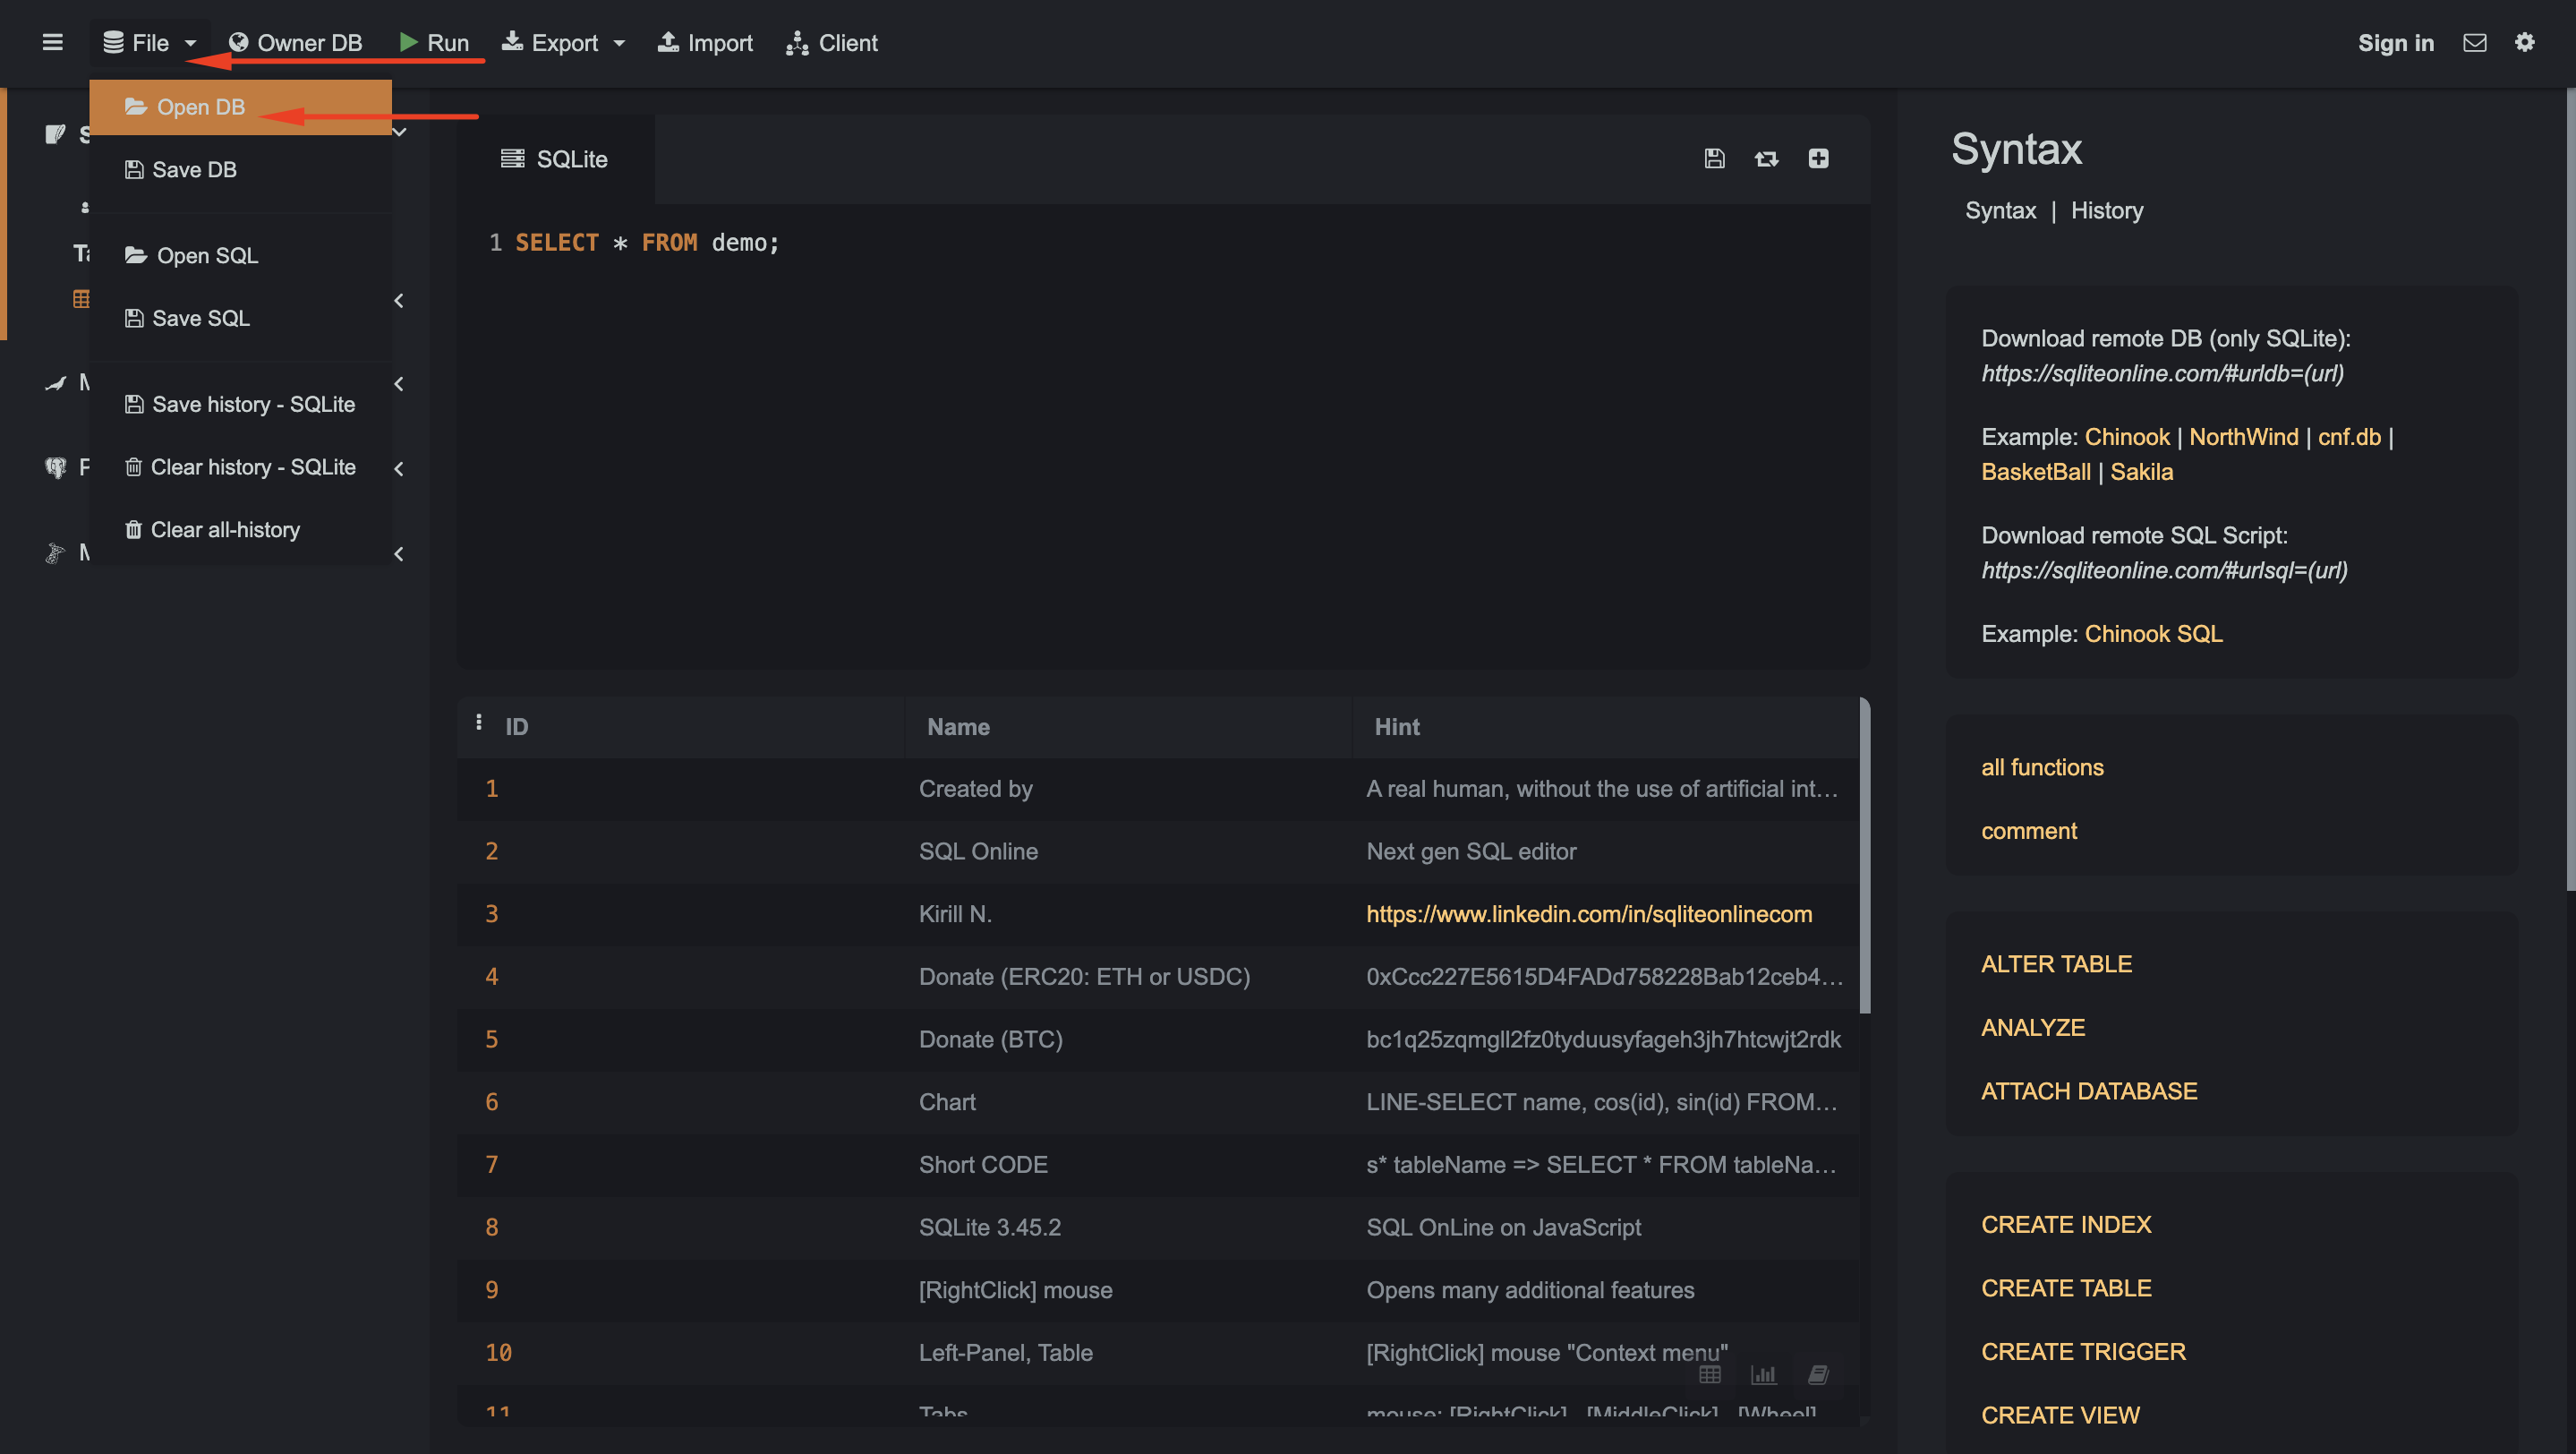 File Owner DB Run Export Import Client Sign in
Open DB
Save DB
Open SQL
Save SQL
Save history - SQLite
Clear history - SQLite
Clear all-history
SQLite
1 SELECT * FROM demo;
ID Name Hint
1 Created by A real human, without the use of artificial int...
2 SQL Online Next gen SQL editor
3 Kirill N. https://www.linkedin.com/in/sqliteonlinecom
4 Donate (ERC20: ETH or USDC) 0xCcc227E5615D4FADd758228Bab12ceb4...
5 Donate (BTC) bc1q25zqmgll2fz0tyduusyfageh3jh7htcwjt2rdk
6 Chart LINE-SELECT name, cos(id), sin(id) FROM...
7 Short CODE s* tableName => SELECT * FROM tableNa...
8 SQLite 3.45.2 SQL OnLine on JavaScript
9 [RightClick] mouse Opens many additional features
10 Left-Panel, Table [RightClick] mouse "Context menu"
11 Tabs mouse: [RightClick], [MiddleClick], [Wheel]
Syntax
Syntax | History
Download remote DB (only SQLite):
https://sqliteonline.com/#urldb=(url)
Example: Chinook | NorthWind | cnf.db |
BasketBall | Sakila
Download remote SQL Script:
https://sqliteonline.com/#urlsql=(url)
Example: Chinook SQL
all functions
comment
ALTER TABLE
ANALYZE
ATTACH DATABASE
CREATE INDEX
CREATE TABLE
CREATE TRIGGER
CREATE VIEW